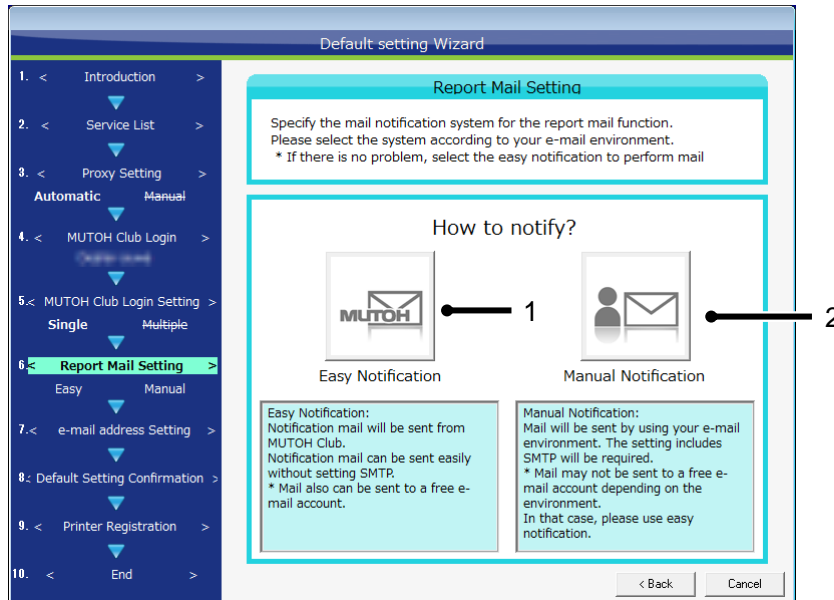 Default setting Wizard
1. < Introduction >
2. < Service List >
3. < Proxy Setting >
Automatic Manual
4. < MUTOH Club Login >
5.< MUTOH Club Login Setting >
Single Multiple
6.< Report Mail Setting >
Easy Manual
7.< e-mail address Setting >
8.< Default Setting Confirmation >
9. < Printer Registration >
10. < End >
Report Mail Setting
Specify the mail notification system for the report mail function.
Please select the system according to your e-mail environment.
* If there is no problem, select the easy notification to perform mail
How to notify?
MUTOH
1
2
Easy Notification
Manual Notification
Easy Notification:
Notification mail will be sent from
MUTOH Club.
Notification mail can be sent easily
without setting SMTP.
* Mail also can be sent to a free e-
mail account.
Manual Notification:
Mail will be sent by using your e-mail
environment. The setting includes
SMTP will be required.
* Mail may not be sent to a free e-
mail account depending on the
environment.
In that case, please use easy
notification.
< Back
Cancel